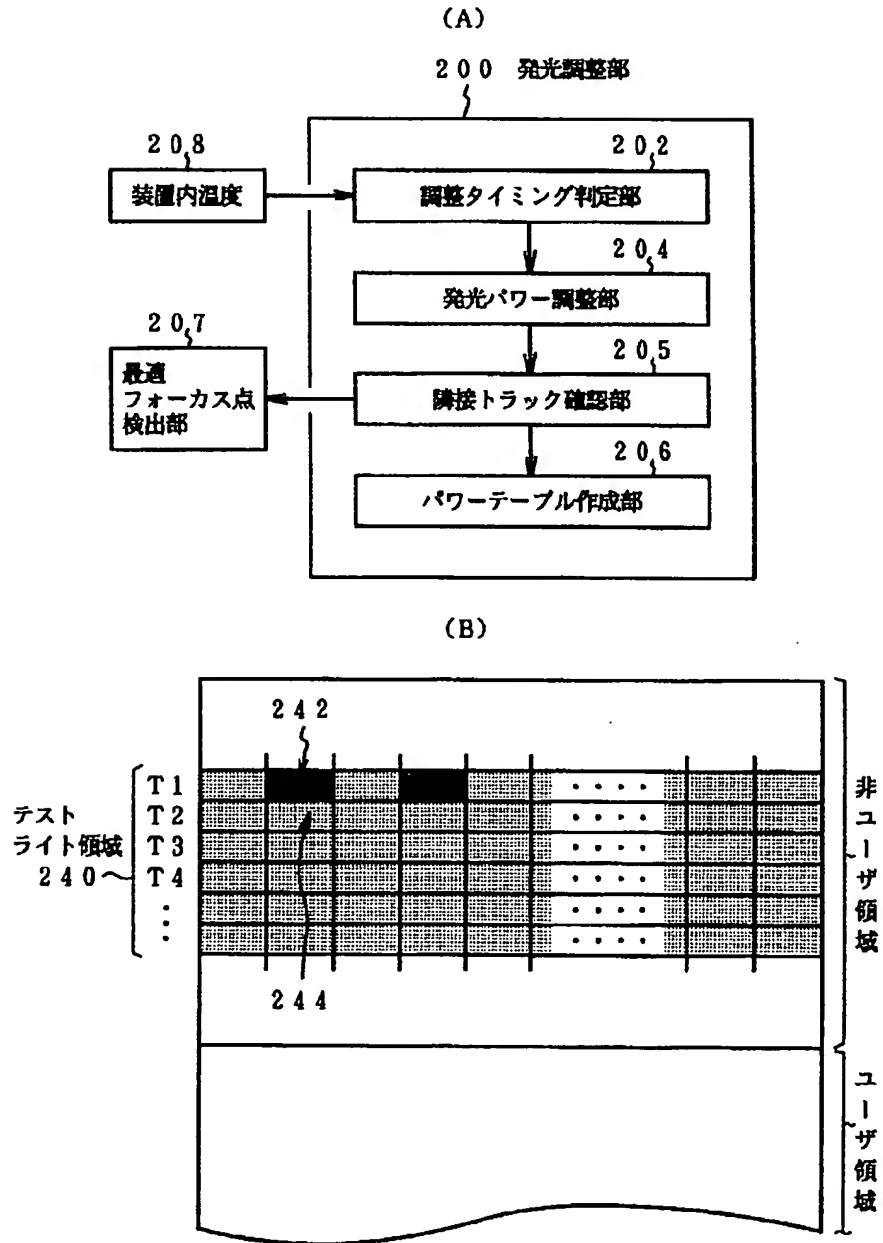 (A)
200 発光調整部
208
装置内温度
202
調整タイミング判定部
204
発光パワー調整部
207
最適
フォーカス点
検出部
205
隣接トラック確認部
206
パワーテーブル作成部
(B)
242
テスト
ライト領域
240
T1
T2
T3
T4
244
非ユーザ領域
ユーザ領域